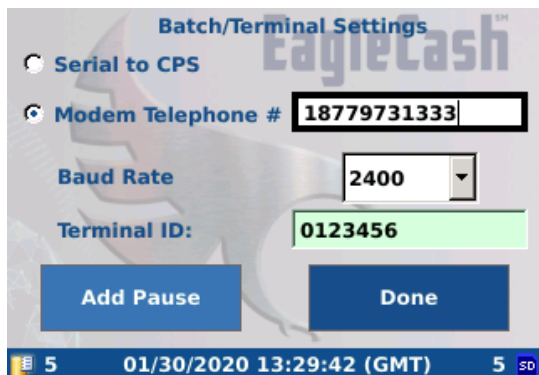 Batch/Terminal Settings
EagleCash SM
Serial to CPS
Modem Telephone # 18779731333
Baud Rate 2400
Terminal ID: 0123456
Add Pause Done
5 01/30/2020 13:29:42 (GMT) 5 SD